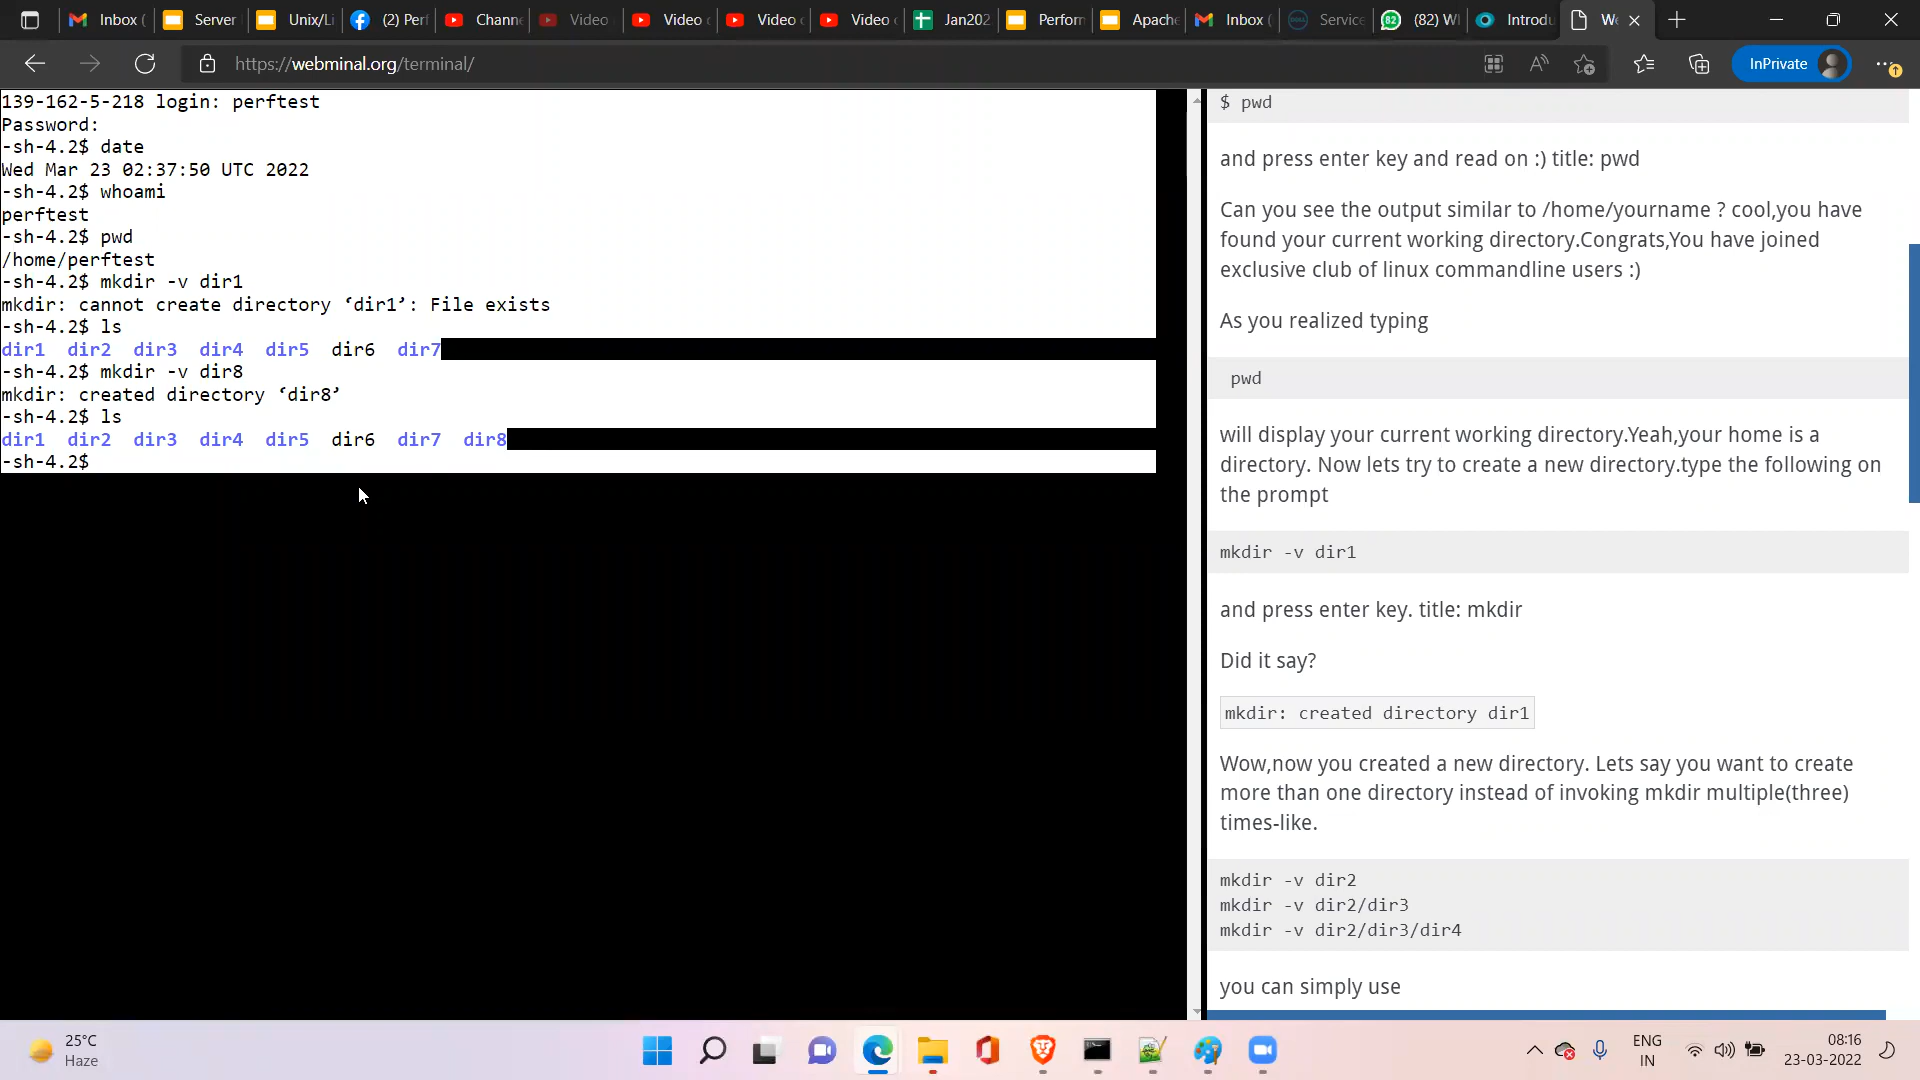 Inbox (
Server
Unix/Li
(2) Perf
Chann
Video
Video
Video
Video
Jan202
Perfor
Apache
Inbox (
Service
(82) W
Introdu
We
https://webminal.org/terminal/
InPrivate
139-162-5-218 login: perftest
Password:
-sh-4.2$ date
Wed Mar 23 02:37:50 UTC 2022
-sh-4.2$ whoami
perftest
-sh-4.2$ pwd
/home/perftest
-sh-4.2$ mkdir -v dir1
mkdir: cannot create directory ‘dir1’: File exists
-sh-4.2$ ls
dir1 dir2 dir3 dir4 dir5 dir6 dir7
-sh-4.2$ mkdir -v dir8
mkdir: created directory ‘dir8’
-sh-4.2$ ls
dir1 dir2 dir3 dir4 dir5 dir6 dir7 dir8
-sh-4.2$
$ pwd
and press enter key and read on :) title: pwd
Can you see the output similar to /home/yourname ? cool,you have
found your current working directory.Congrats,You have joined
exclusive club of linux commandline users :)
As you realized typing
pwd
will display your current working directory.Yeah,your home is a
directory. Now lets try to create a new directory.type the following on
the prompt
mkdir -v dir1
and press enter key. title: mkdir
Did it say?
mkdir: created directory dir1
Wow,now you created a new directory. Lets say you want to create
more than one directory instead of invoking mkdir multiple(three)
times-like.
mkdir -v dir2
mkdir -v dir2/dir3
mkdir -v dir2/dir3/dir4
you can simply use
25°C
Haze
ENG
IN
08:16
23-03-2022